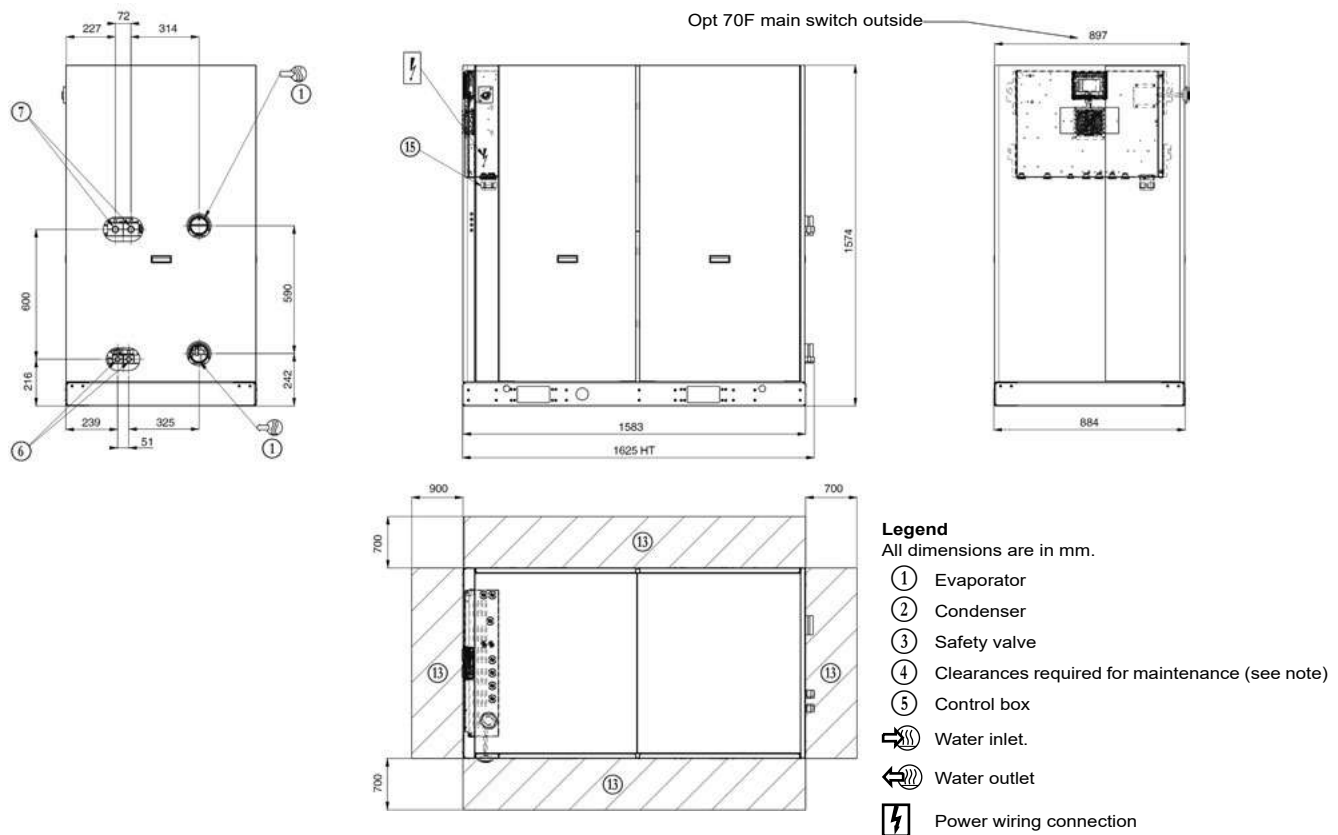 Opt 70F main switch outside
72
227
314
897
1
7
15
600
590
1574
216
242
239
325
6
51
1
1583
1625 HT
884
900
700
700
13
13
13
700
13
Legend
All dimensions are in mm.
1 Evaporator
2 Condenser
3 Safety valve
4 Clearances required for maintenance (see note)
5 Control box
Water inlet.
Water outlet
Power wiring connection